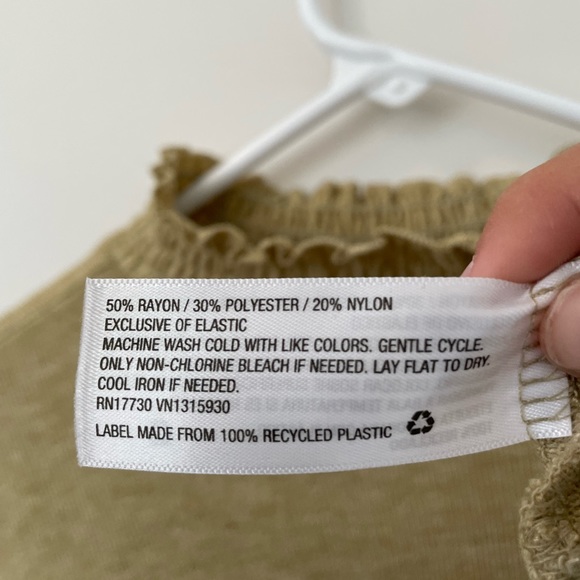 50% RAYON / 30% POLYESTER / 20% NYLON
EXCLUSIVE OF ELASTIC
MACHINE WASH COLD WITH LIKE COLORS. GENTLE CYCLE.
ONLY NON-CHLORINE BLEACH IF NEEDED. LAY FLAT TO DRY.
COOL IRON IF NEEDED.
RN17730 VN1315930
LABEL MADE FROM 100% RECYCLED PLASTIC